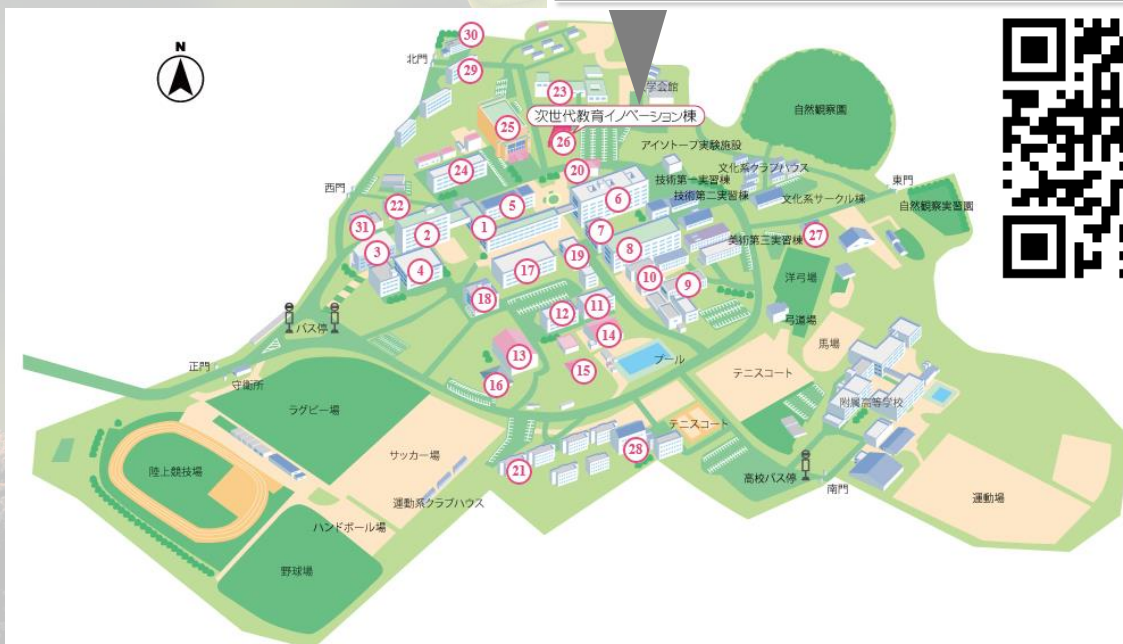 N
30
北門
29
23
学会館
次世代教育イノベーション棟
25
26
自然観察園
アイソトープ実験施設
24
20
文化系クラブハウス
技術第一実習棟
西門
技術第二実習棟
東門
22
5
6
文化系サークル棟
自然観察実習園
31
1
2
7
27
美術第三実習棟
3
8
19
4
17
10
洋弓場
9
18
11
12
弓道場
バス停
14
馬場
13
プール
正門
15
テニスコート
守衛所
16
附属高等学校
ラグビー場
テニスコート
サッカー場
28
陸上競技場
21
高校バス停
南門
運動場
運動系クラブハウス
ハンドボール場
野球場